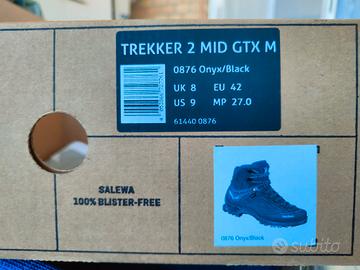 TREKKER 2 MID GTX M
0876 Onyx/Black
UK 8 EU 42
US 9 MP 27.0
61440 0876
SALEWA
100% BLISTER-FREE
0876 Onyx/Black
subito